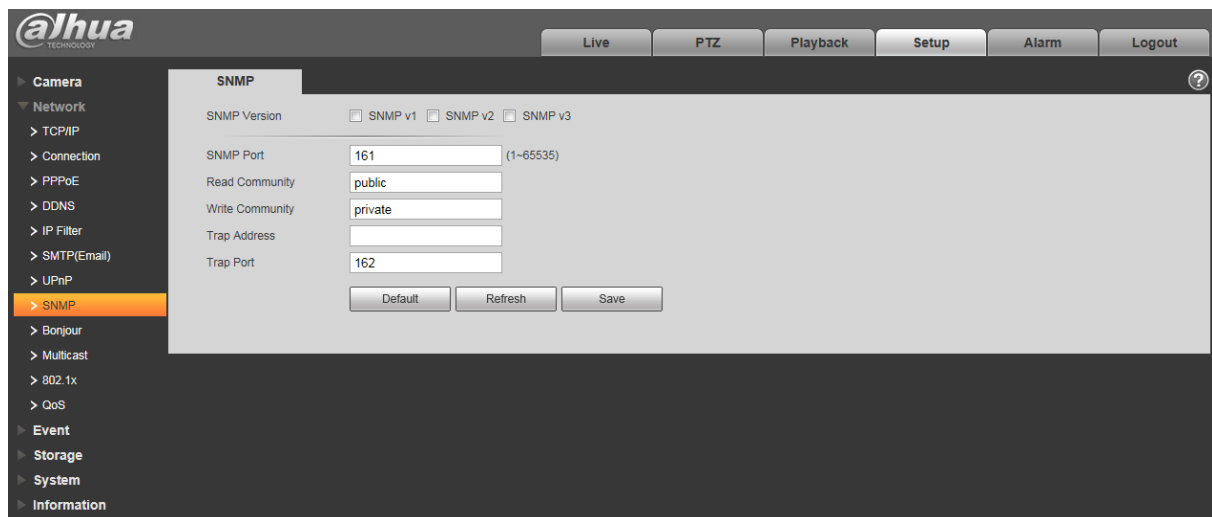 alhua
TECHNOLOGY
Live PTZ Playback Setup Alarm Logout
Camera
Network
> TCP/IP
> Connection
> PPPoE
> DDNS
> IP Filter
> SMTP(Email)
> UPnP
> SNMP
> Bonjour
> Multicast
> 802.1x
> QoS
Event
Storage
System
Information
SNMP ?
SNMP Version SNMP v1 SNMP v2 SNMP v3
SNMP Port 161 (1~65535)
Read Community public
Write Community private
Trap Address
Trap Port 162
Default Refresh Save